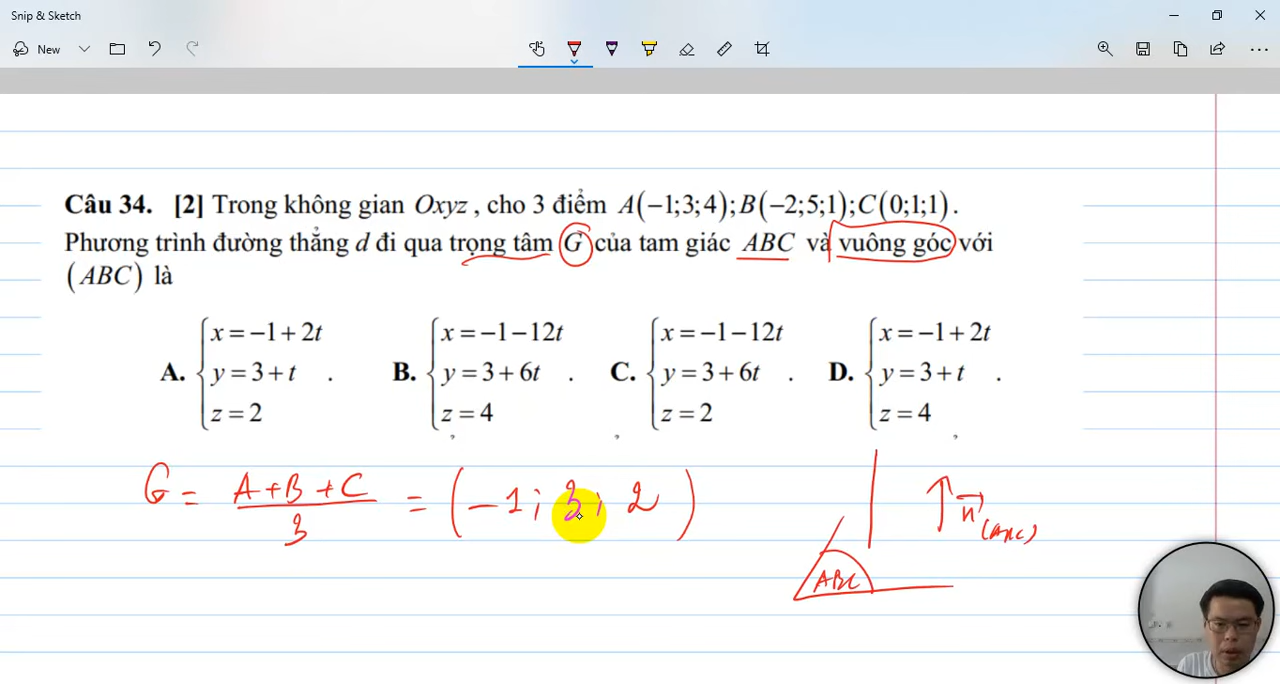 Snip & Sketch
New
Câu 34. [2] Trong không gian Oxyz, cho 3 điểm A(−1;3;4);B(−2;5;1);C(0;1;1).
Phương trình đường thẳng d đi qua trọng tâm G của tam giác ABC và vuông góc với
(ABC) là
A. { x = −1 + 2t
y = 3 + t .
z = 2
B. { x = −1 − 12t
y = 3 + 6t .
z = 4
C. { x = −1 − 12t
y = 3 + 6t .
z = 2
D. { x = −1 + 2t
y = 3 + t .
z = 4
G = (A+B+C)/3 = (−1; 3; 2)
n⃗(ABC)
ABC